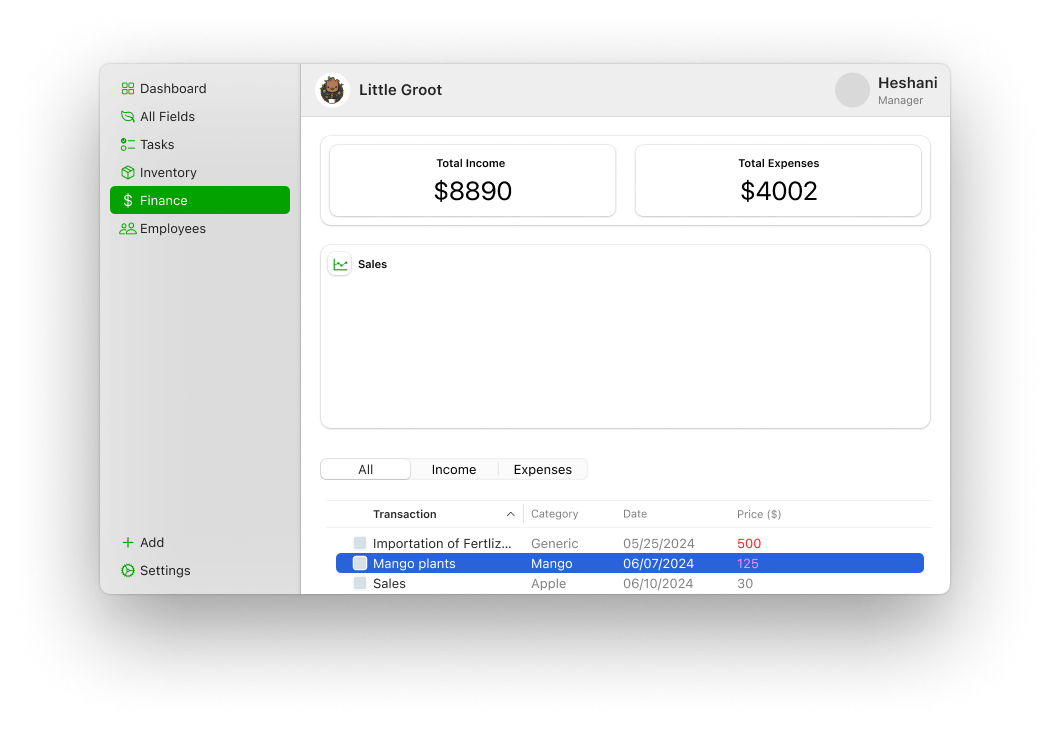 Dashboard
All Fields
Tasks
Inventory
$ Finance
Employees
Add
Settings
Little Groot
Heshani
Manager
Total Income
$8890
Total Expenses
$4002
Sales
All Income Expenses
Transaction Category Date Price ($)
Importation of Fertliz... Generic 05/25/2024 500
Mango plants Mango 06/07/2024 125
Sales Apple 06/10/2024 30